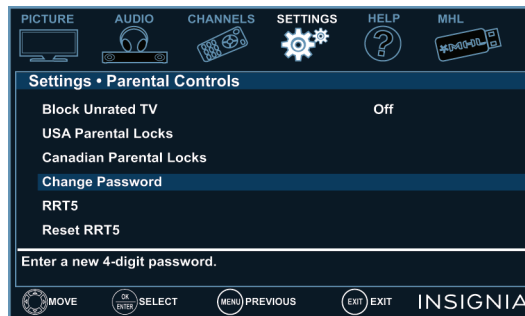 PICTURE AUDIO CHANNELS SETTINGS HELP MHL
MHL
Settings • Parental Controls
Block Unrated TV Off
USA Parental Locks
Canadian Parental Locks
Change Password
RRT5
Reset RRT5
Enter a new 4-digit password.
MOVE OK ENTER SELECT MENU PREVIOUS EXIT EXIT INSIGNIA